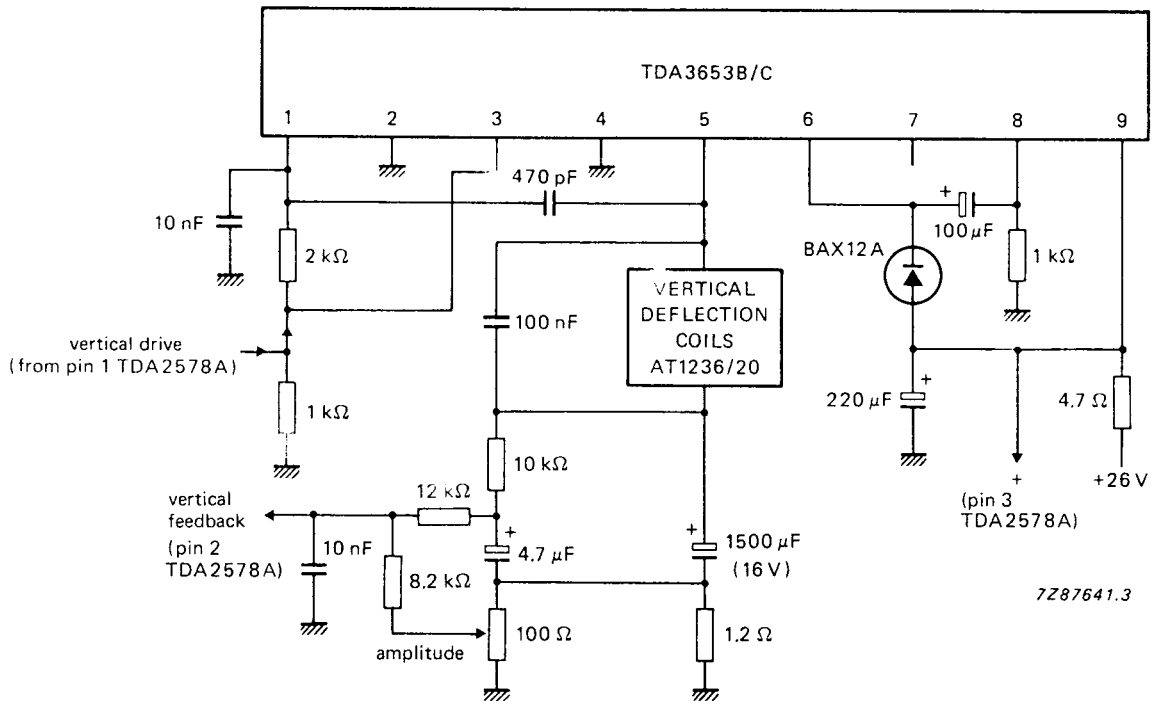 TDA3653B/C
1 2 3 4 5 6 7 8 9
470 pF
10 nF
2 kΩ
+
100 μF
BAX12A
1 kΩ
100 nF
VERTICAL
DEFLECTION
COILS
AT1236/20
vertical drive
(from pin 1 TDA2578A)
1 kΩ
220 μF
+
4.7 Ω
10 kΩ
+
(pin 3
TDA2578A)
+26 V
12 kΩ
vertical
feedback
(pin 2
TDA2578A)
10 nF
8.2 kΩ
+
4.7 μF
+
1500 μF
(16 V)
7Z87641.3
amplitude
100 Ω
1.2 Ω